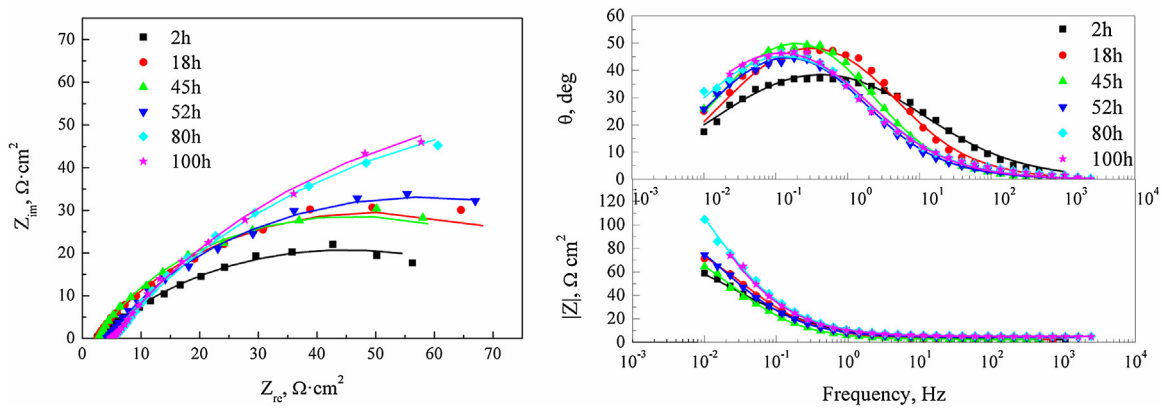 70
60
50
40
30
20
10
0
Z_im, Ω·cm²
2h
18h
45h
52h
80h
100h
0 10 20 30 40 50 60 70
Z_re, Ω·cm²
60
50
40
30
20
10
0
θ, deg
2h
18h
45h
52h
80h
100h
10⁻³ 10⁻² 10⁻¹ 10⁰ 10¹ 10² 10³ 10⁴
120
100
80
60
40
20
0
|Z|, Ω cm²
10⁻³ 10⁻² 10⁻¹ 10⁰ 10¹ 10² 10³ 10⁴
Frequency, Hz